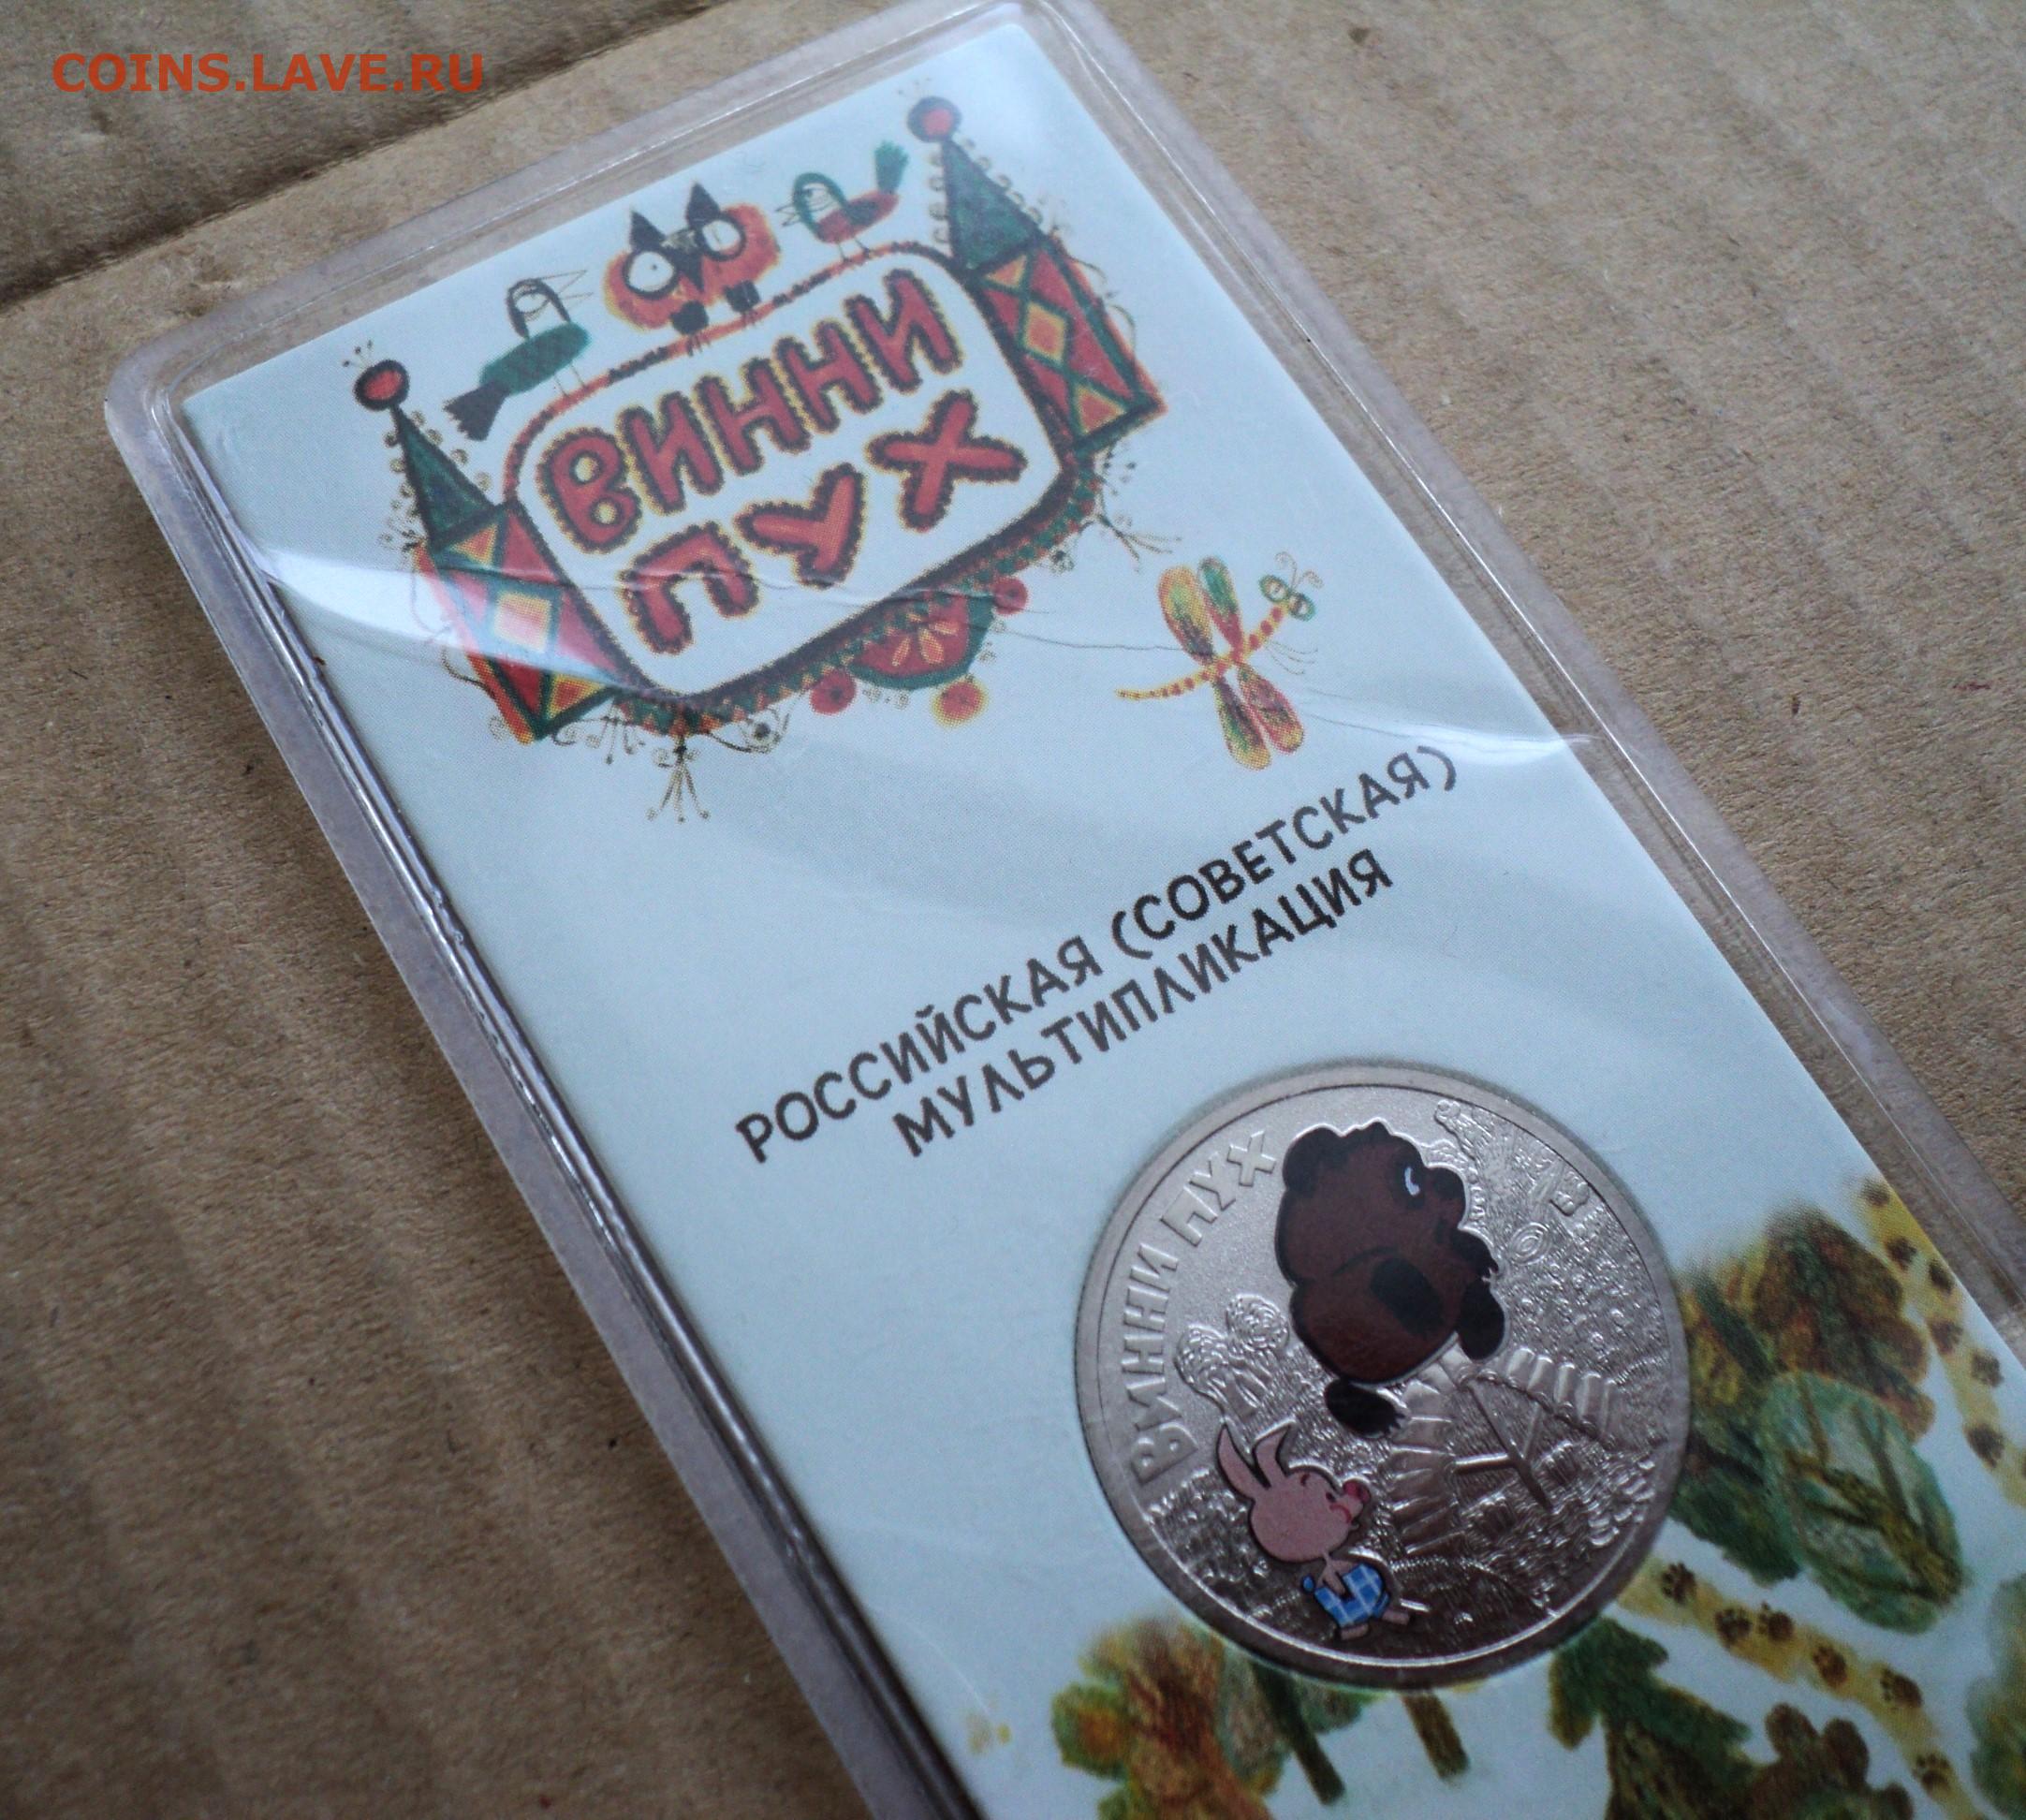 COINS.LAVE.RU
ВИННИ
ПУХ
РОССИЙСКАЯ (СОВЕТСКАЯ)
МУЛЬТИПЛИКАЦИЯ
ВИННИ ПУХ